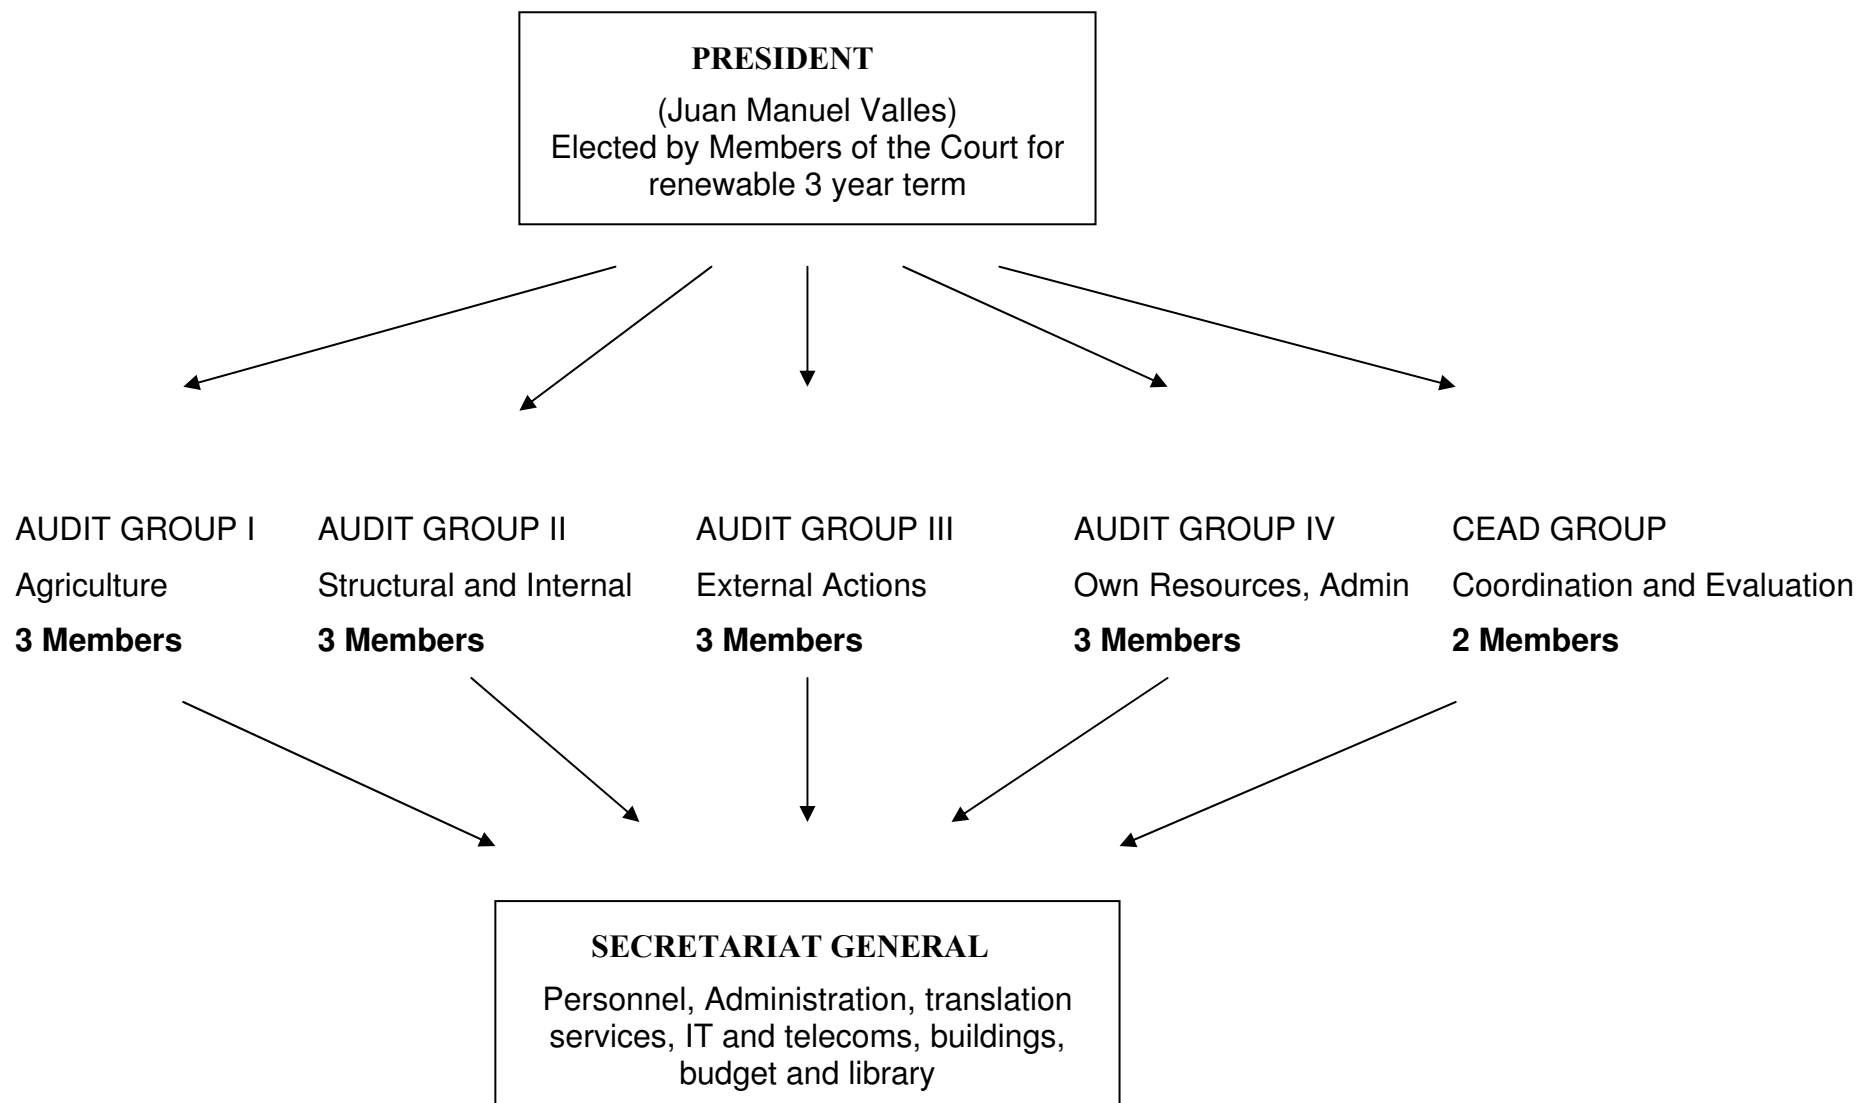 PRESIDENT
(Juan Manuel Valles)
Elected by Members of the Court for
renewable 3 year term
AUDIT GROUP I
Agriculture
3 Members
AUDIT GROUP II
Structural and Internal
3 Members
AUDIT GROUP III
External Actions
3 Members
AUDIT GROUP IV
Own Resources, Admin
3 Members
CEAD GROUP
Coordination and Evaluation
2 Members
SECRETARIAT GENERAL
Personnel, Administration, translation
services, IT and telecoms, buildings,
budget and library